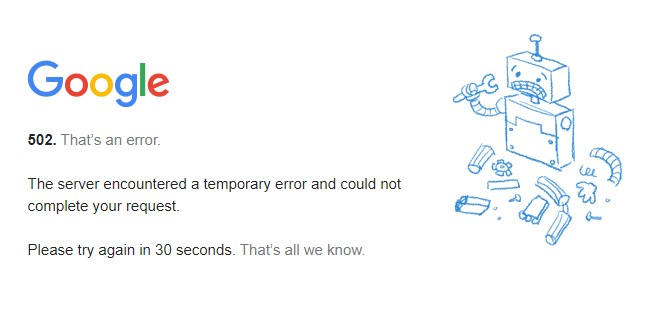 Google
502. That’s an error.
The server encountered a temporary error and could not
complete your request.
Please try again in 30 seconds. That’s all we know.